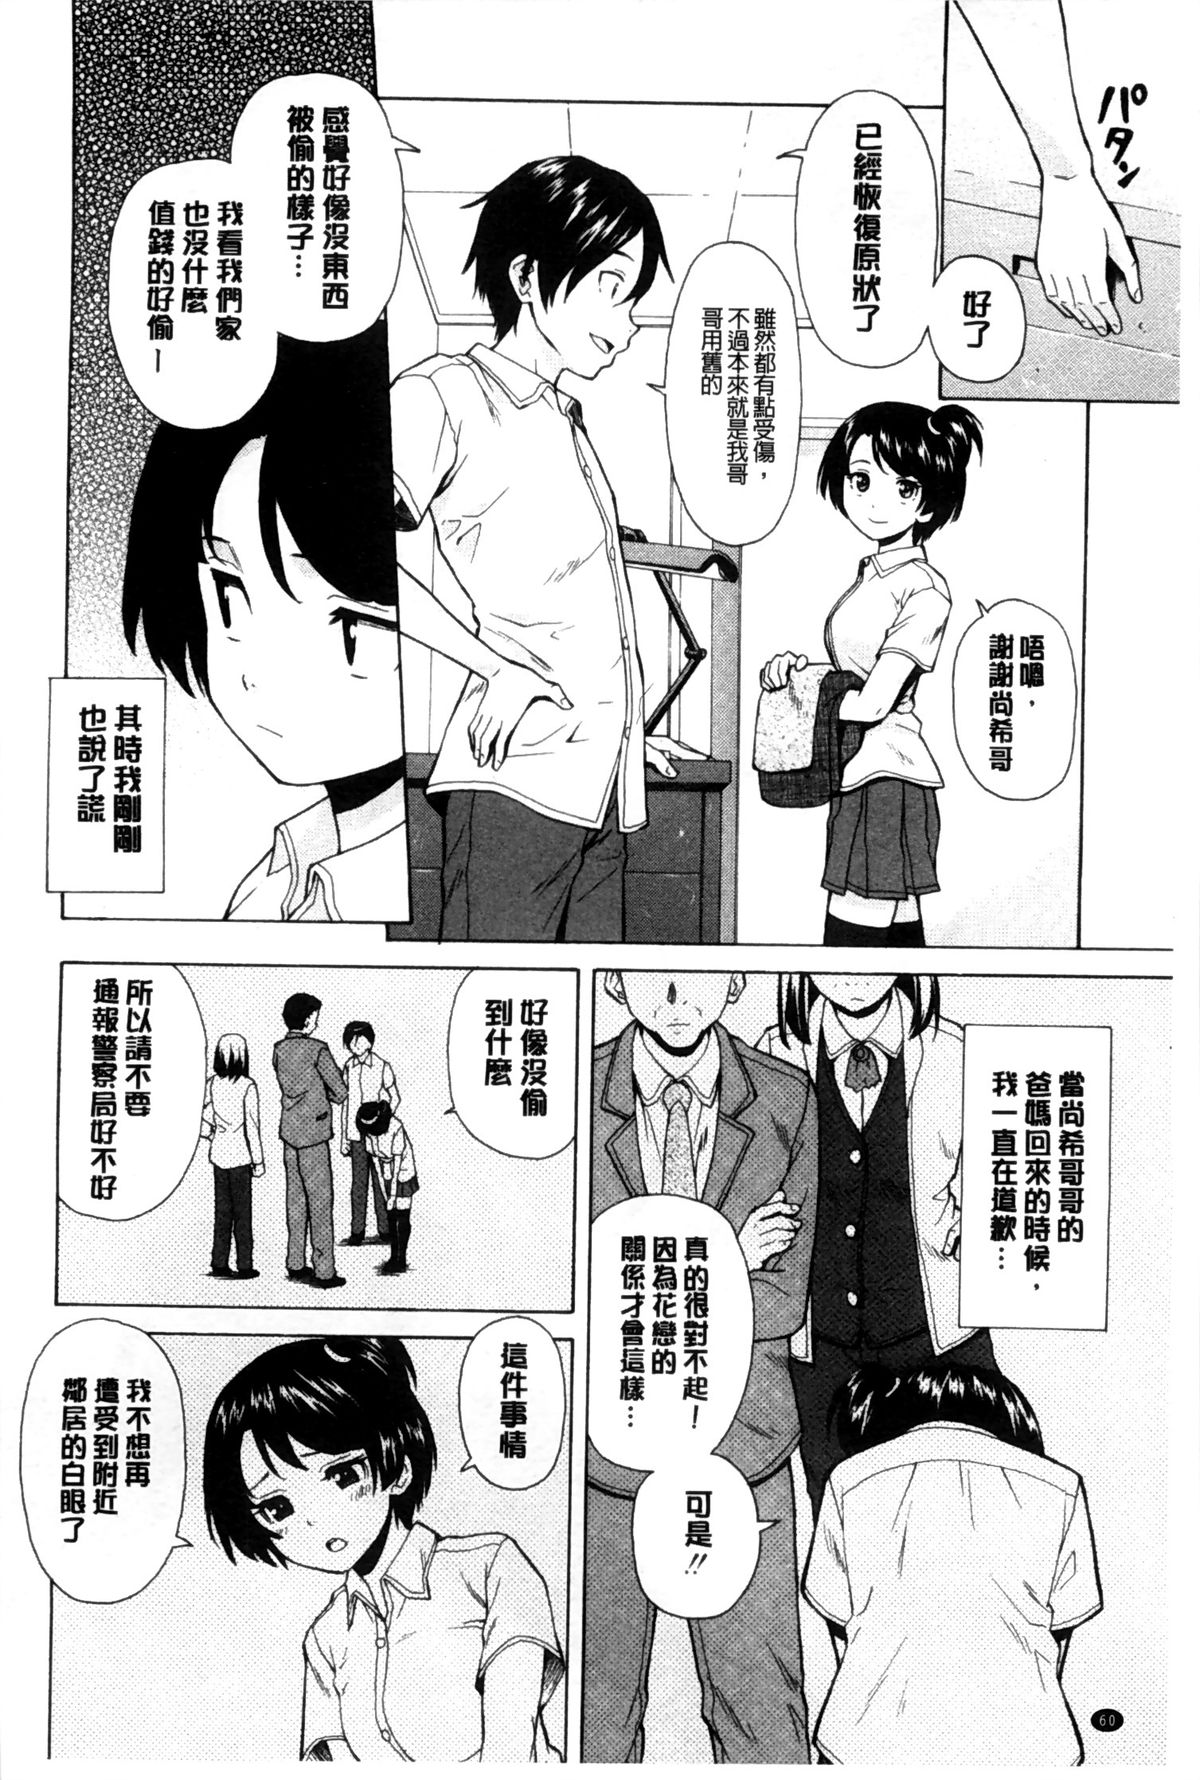 パタン
好了
已經恢復原狀了
雖然都有點受傷，
不過本來就是我哥
哥用舊的
唔嗯，
謝謝尚希哥
感覺好像沒東西
被偷的樣子…
我看我們家
也沒什麼
值錢的好偷
ー
其時我剛剛
也說了謊
當尚希哥哥的
爸媽回來的時候，
我一直在道歉…
真的很對不起！
因為花戀的
關係才會這樣…
可是!!
好像沒偷
到什麼
所以請不要
通報警察局好不好
這件事情
我不想再
遭受到附近
鄰居的白眼了
60